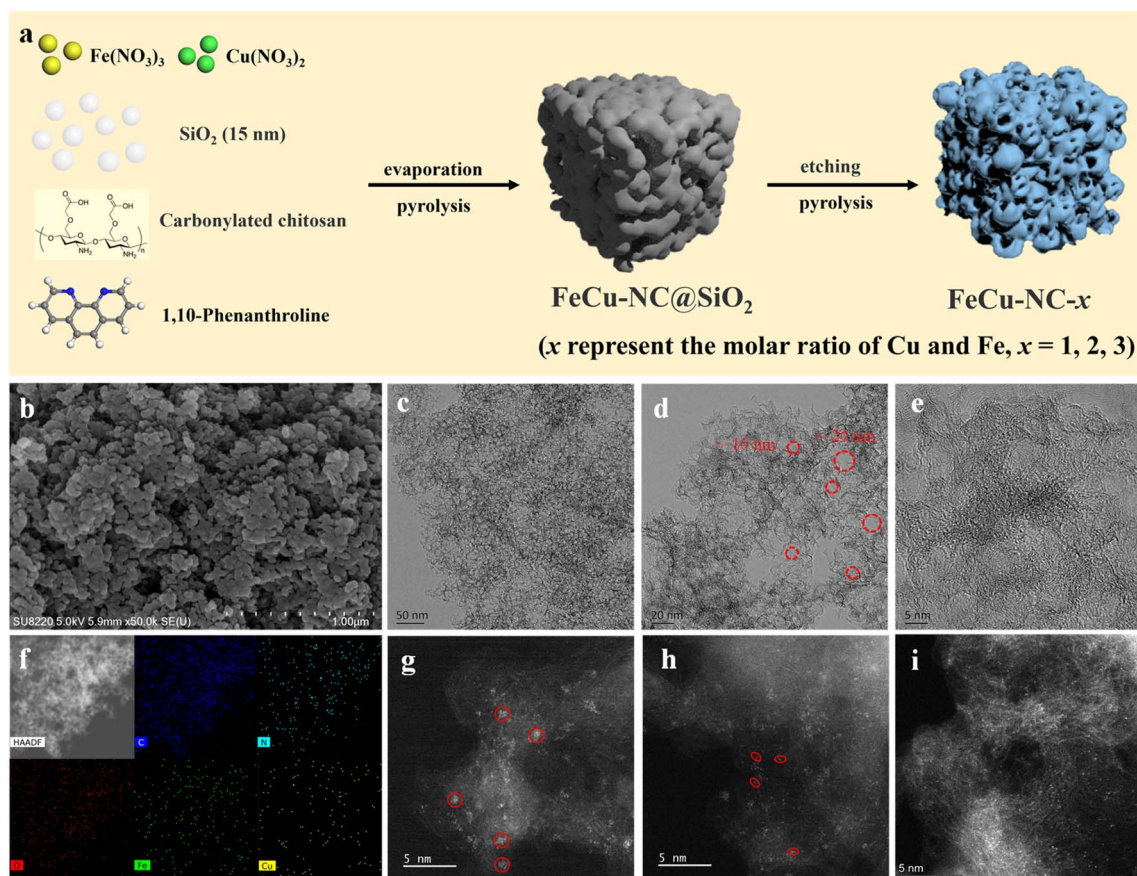 a
Fe(NO3)3
Cu(NO3)2
SiO2 (15 nm)
O
OH
O
OH
O
O
O
O
NH2
NH2
n
Carbonylated chitosan
1,10-Phenanthroline
evaporation
pyrolysis
etching
pyrolysis
FeCu-NC@SiO2
FeCu-NC-x
(x represent the molar ratio of Cu and Fe, x = 1, 2, 3)
b
SU8220 5.0kV 5.9mm x50.0k SE(U)
1.00μm
c
50 nm
d
~ 10 nm
~ 20 nm
20 nm
e
5 nm
f
HAADF
C
N
O
Fe
Cu
g
5 nm
h
5 nm
i
5 nm